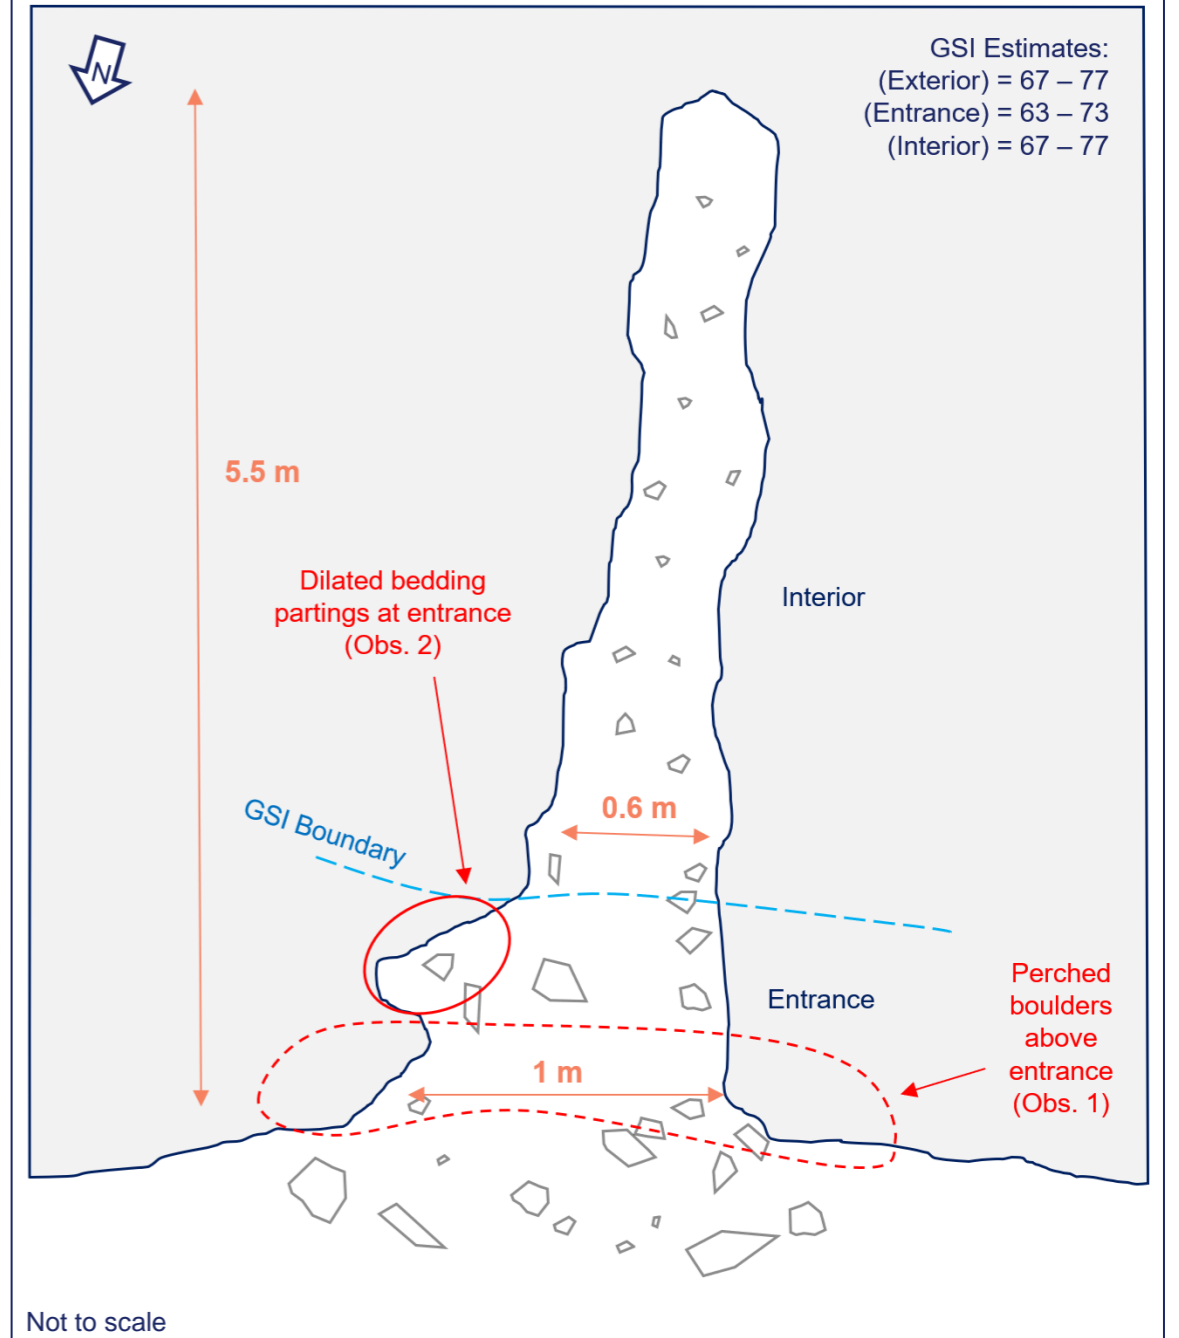 N
GSI Estimates:
(Exterior) = 67 – 77
(Entrance) = 63 – 73
(Interior) = 67 – 77
5.5 m
Dilated bedding
partings at entrance
(Obs. 2)
Interior
GSI Boundary
0.6 m
Entrance
Perched
boulders
above
entrance
(Obs. 1)
1 m
Not to scale